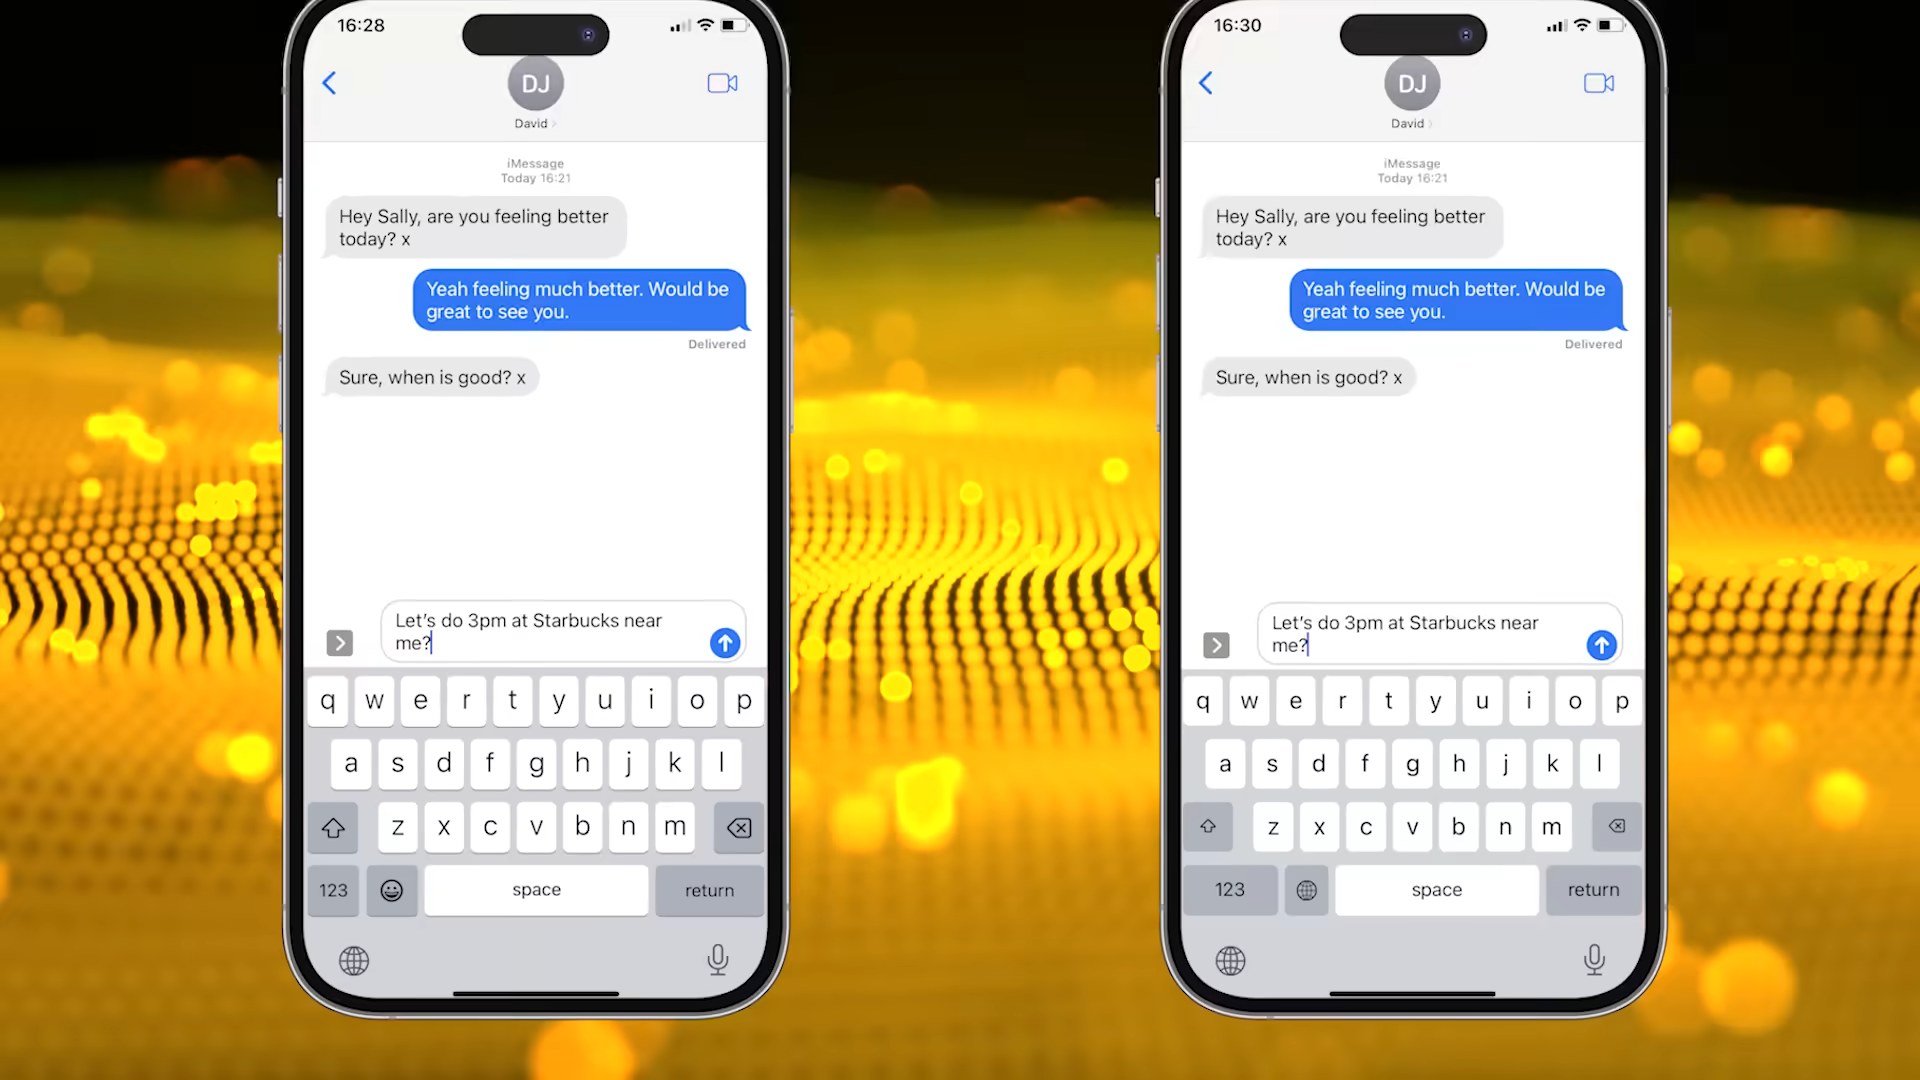 16:28
DJ
David
iMessage
Today 16:21
Hey Sally, are you feeling better
today? x
Yeah feeling much better. Would be
great to see you.
Delivered
Sure, when is good? x
Let's do 3pm at Starbucks near
me?
q w e r t y u i o p
a s d f g h j k l
z x c v b n m
123 space return
16:30
DJ
David
iMessage
Today 16:21
Hey Sally, are you feeling better
today? x
Yeah feeling much better. Would be
great to see you.
Delivered
Sure, when is good? x
Let's do 3pm at Starbucks near
me?
q w e r t y u i o p
a s d f g h j k l
z x c v b n m
123 space return